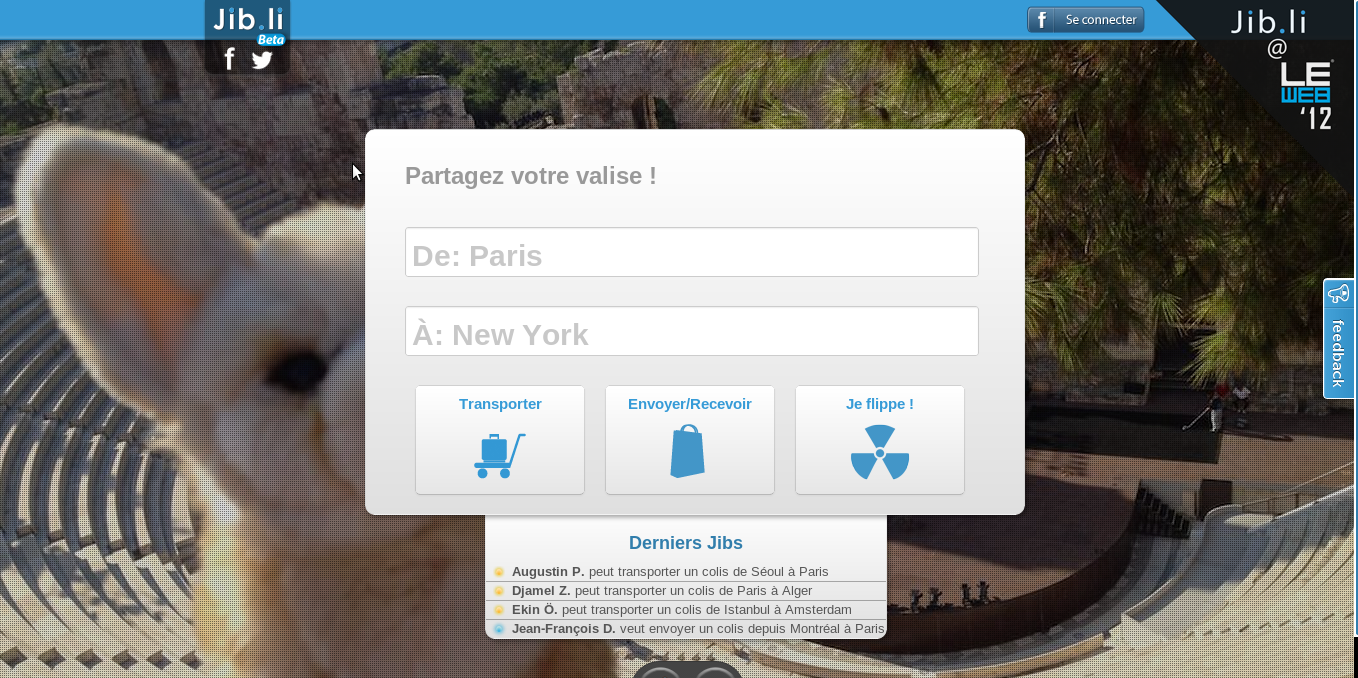 Jib.li
Beta
f
f Se connecter
Jib.li
@
LE
WEB
'12
Partagez votre valise !
De: Paris
À: New York
Transporter
Envoyer/Recevoir
Je flippe !
feedback
Derniers Jibs
Augustin P. peut transporter un colis de Séoul à Paris
Djamel Z. peut transporter un colis de Paris à Alger
Ekin Ö. peut transporter un colis de Istanbul à Amsterdam
Jean-François D. veut envoyer un colis depuis Montréal à Paris